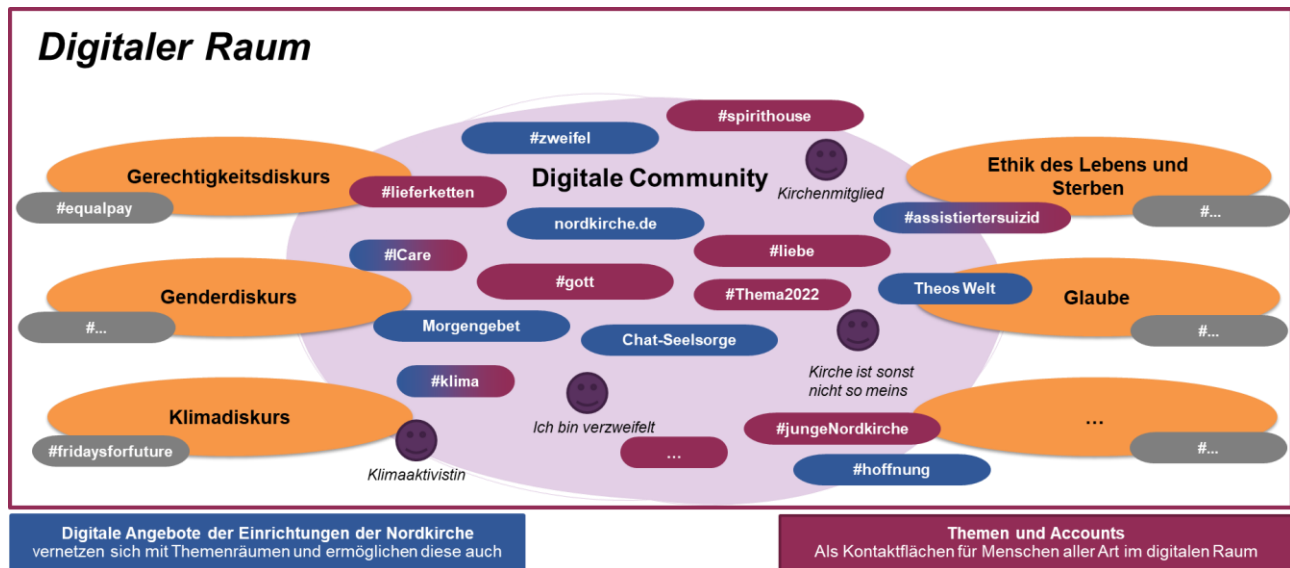 Digitaler Raum
#spirithouse
#zweifel
Kirchenmitglied
Digitale Community
Gerechtigkeitsdiskurs
#equalpay
#lieferketten
Ethik des Lebens und
Sterben
#assistiertersuizid
#...
nordkirche.de
#liebe
#ICare
#gott
#Thema2022
Genderdiskurs
#...
Theos Welt
Glaube
#...
Morgengebet
Chat-Seelsorge
Kirche ist sonst
nicht so meins
#klima
Ich bin verzweifelt
Klimadiskurs
#fridaysforfuture
Klimaaktivistin
...
#jungeNordkirche
#hoffnung
...
#...
Digitale Angebote der Einrichtungen der Nordkirche
vernetzen sich mit Themenräumen und ermöglichen diese auch
Themen und Accounts
Als Kontaktflächen für Menschen aller Art im digitalen Raum